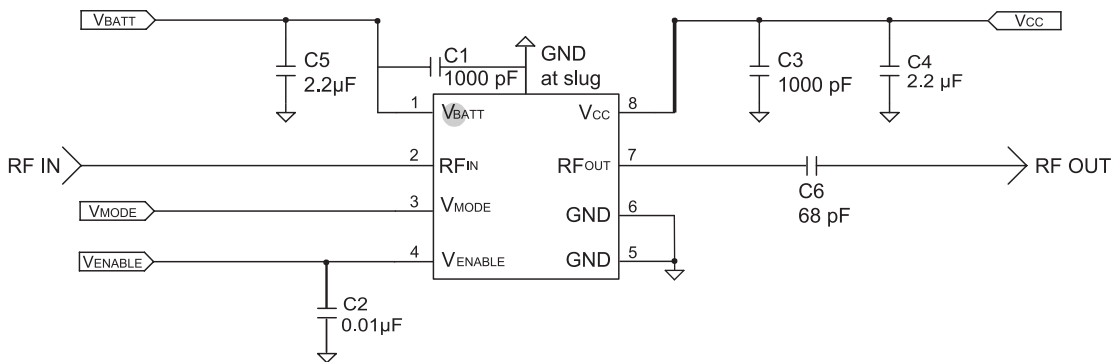 VBATT
C5
2.2µF
C1
1000 pF
GND
at slug
C3
1000 pF
C4
2.2 µF
VCC
1
VBATT
VCC
8
RF IN
2
RFIN
RFOUT
7
C6
68 pF
RF OUT
VMODE
3
VMODE
GND
6
VENABLE
4
VENABLE
GND
5
C2
0.01µF